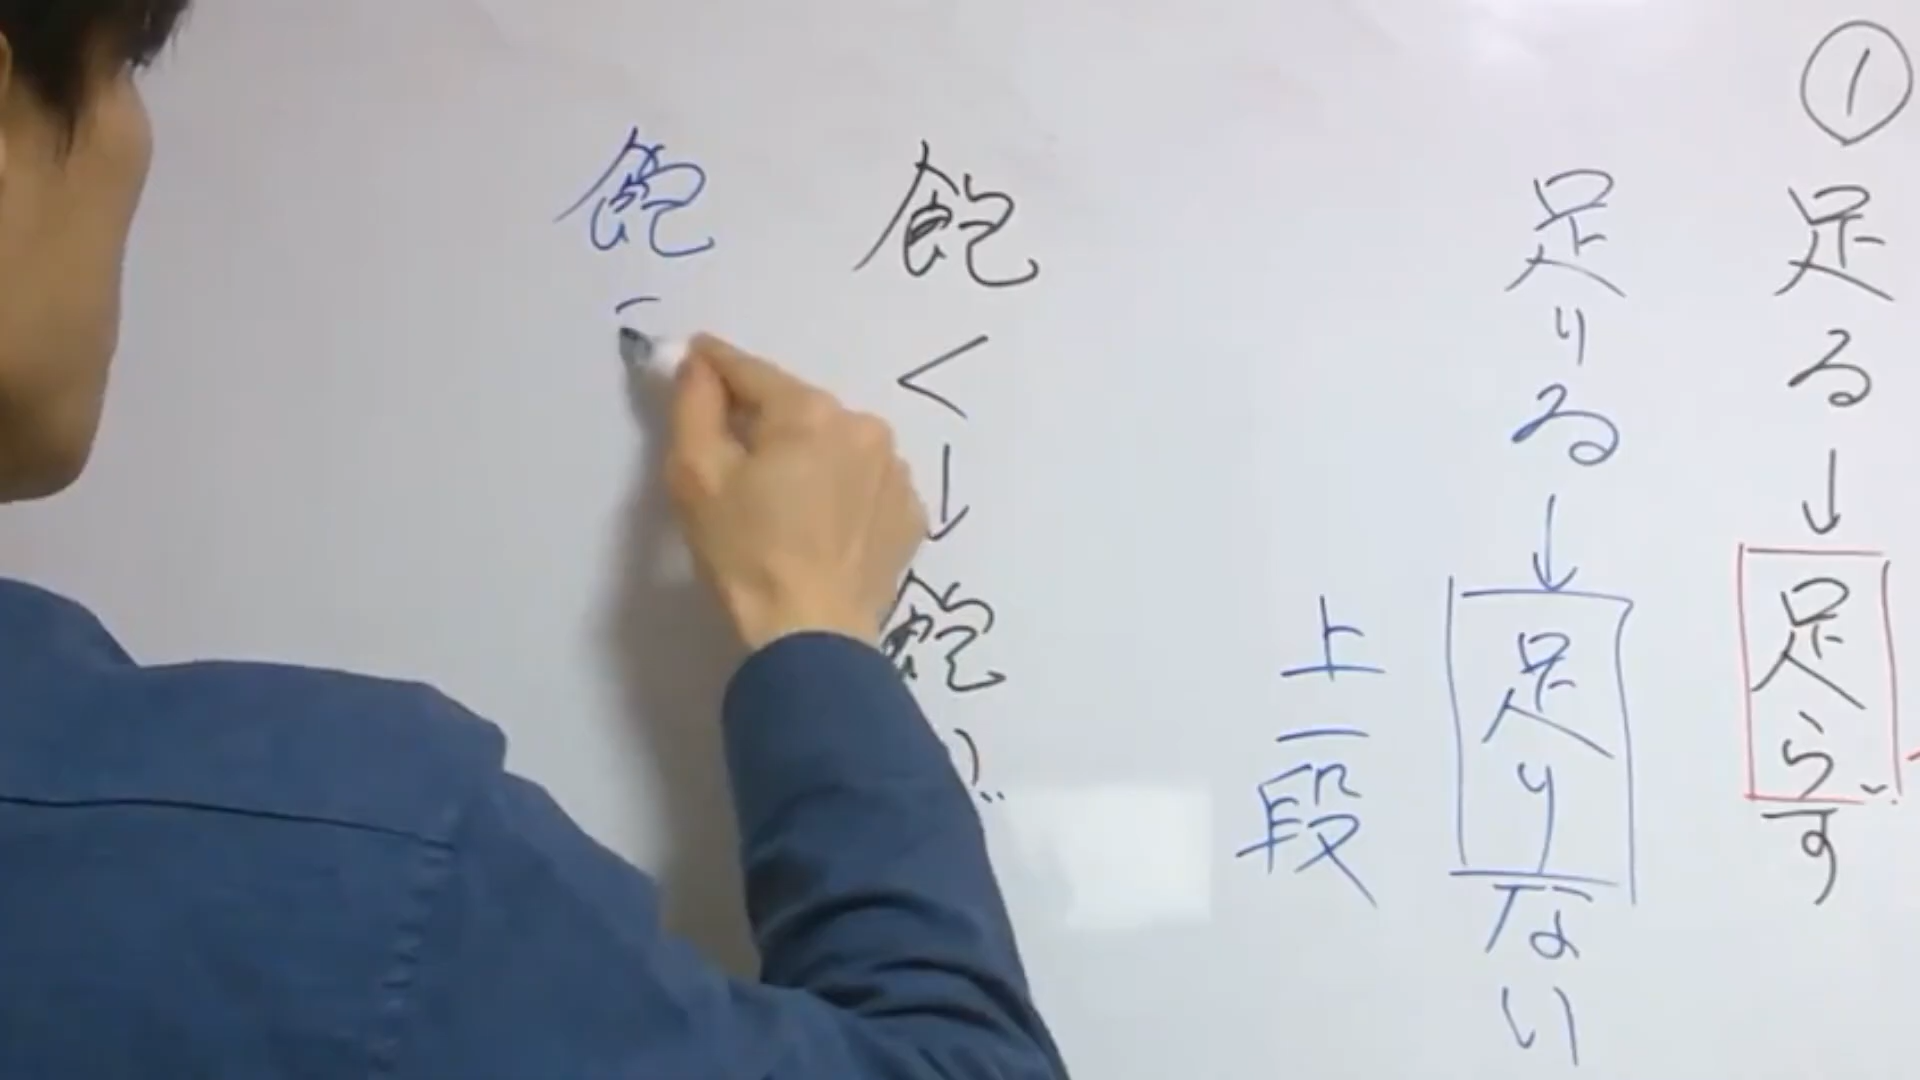 ①
足る↓足らず
足りる↓足りない
上一段
飽く↓飽
飽